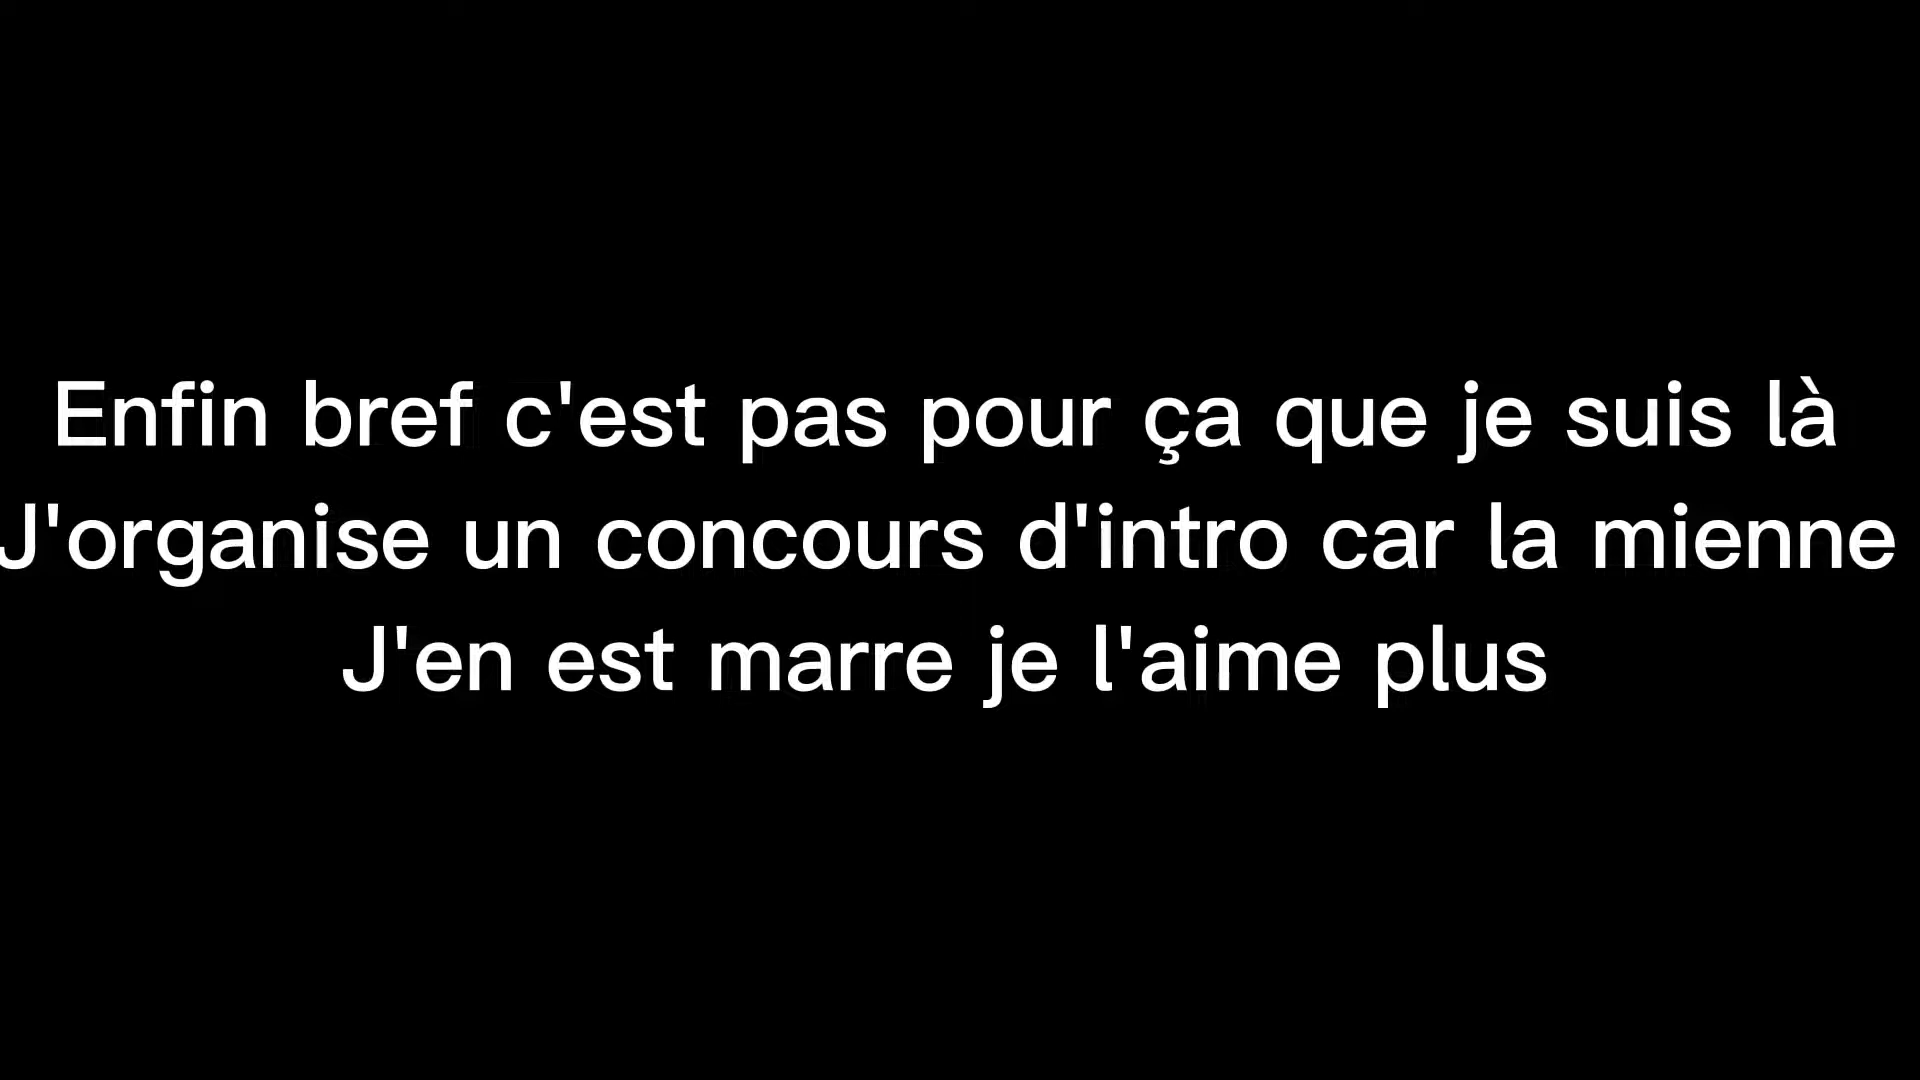 Enfin bref c'est pas pour ça que je suis là
J'organise un concours d'intro car la mienne
J'en est marre je l'aime plus